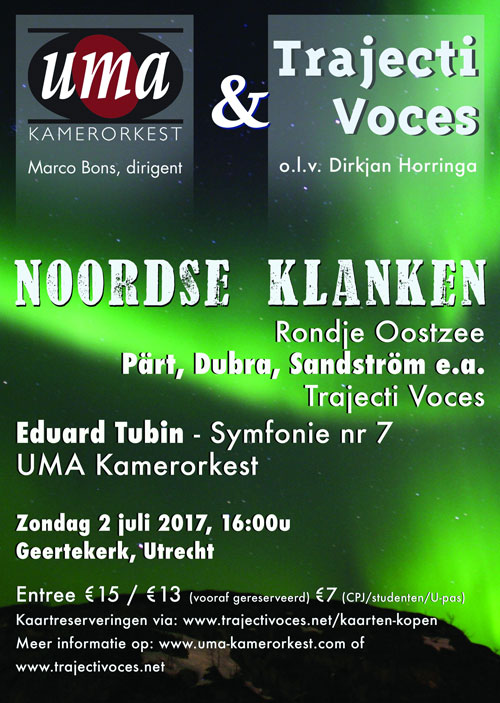 uma
KAMERORKEST
Marco Bons, dirigent
&
Trajecti
Voces
o.l.v. Dirkjan Horringa
NOORDSE KLANKEN
Rondje Oostzee
Pärt, Dubra, Sandström e.a.
Trajecti Voces
Eduard Tubin - Symfonie nr 7
UMA Kamerorkest
Zondag 2 juli 2017, 16:00u
Geertekerk, Utrecht
Entree €15 / €13 (vooraf gereserveerd) €7 (CPJ/studenten/U-pas)
Kaartreserveringen via: www.trajectivoces.net/kaarten-kopen
Meer informatie op: www.uma-kamerorkest.com of
www.trajectivoces.net